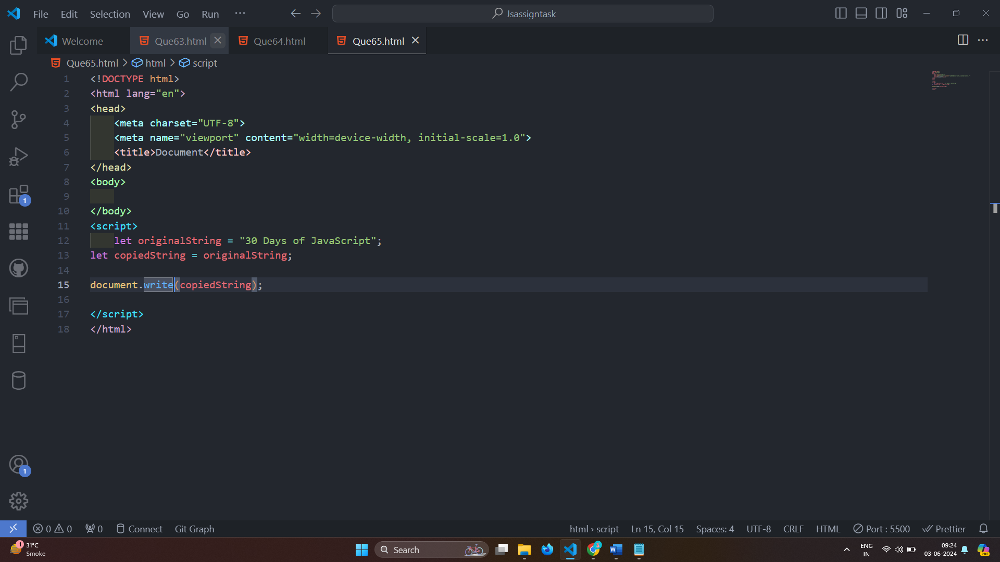 File Edit Selection View Go Run ··· Jsassigntask
Welcome Que63.html Que64.html Que65.html
Que65.html > html > script
1 <!DOCTYPE html>
2 <html lang="en">
3 <head>
4 <meta charset="UTF-8">
5 <meta name="viewport" content="width=device-width, initial-scale=1.0">
6 <title>Document</title>
7 </head>
8 <body>
9
10 </body>
11 <script>
12 let originalString = "30 Days of JavaScript";
13 let copiedString = originalString;
14
15 document.write(copiedString);
16
17 </script>
18 </html>
1
1
0 0 0 Connect Git Graph html › script Ln 15, Col 15 Spaces: 4 UTF-8 CRLF HTML Port : 5500 Prettier
1 31°C
Smoke
Search
ENG
IN
09:24
03-06-2024
PRE